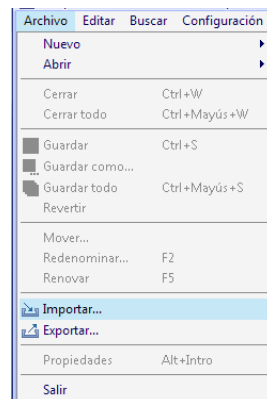 Archivo Editar Buscar Configuración
Nuevo
Abrir
Cerrar Ctrl+W
Cerrar todo Ctrl+Mayús+W
Guardar Ctrl+S
Guardar como...
Guardar todo Ctrl+Mayús+S
Revertir
Mover...
Redenominar... F2
Renovar F5
Importar...
Exportar...
Propiedades Alt+Intro
Salir